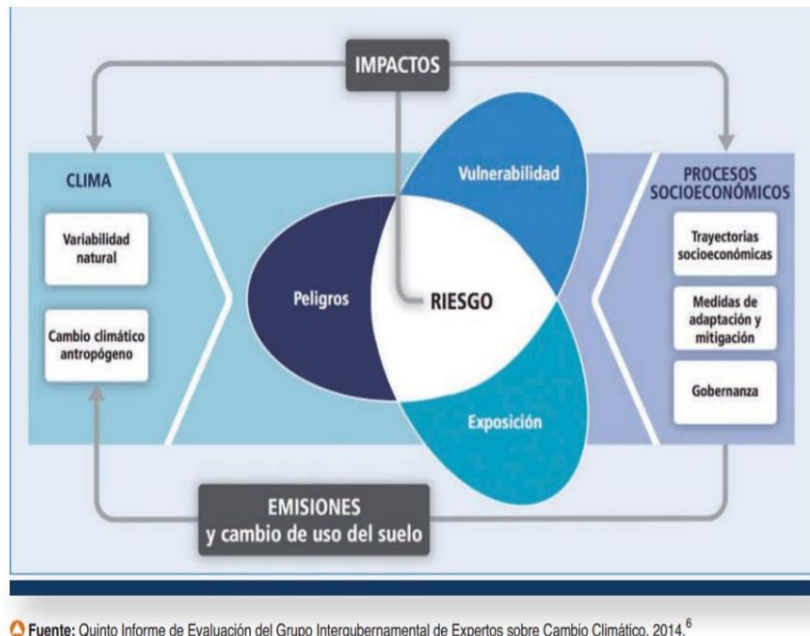 IMPACTOS
CLIMA
Variabilidad
natural
Cambio climático
antropógeno
Peligros
RIESGO
Vulnerabilidad
Exposición
PROCESOS
SOCIOECONÓMICOS
Trayectorias
socioeconómicas
Medidas de
adaptación y
mitigación
Gobernanza
EMISIONES
y cambio de uso del suelo
Fuente: Quinto Informe de Evaluación del Grupo Intergubernamental de Expertos sobre Cambio Climático, 2014.6